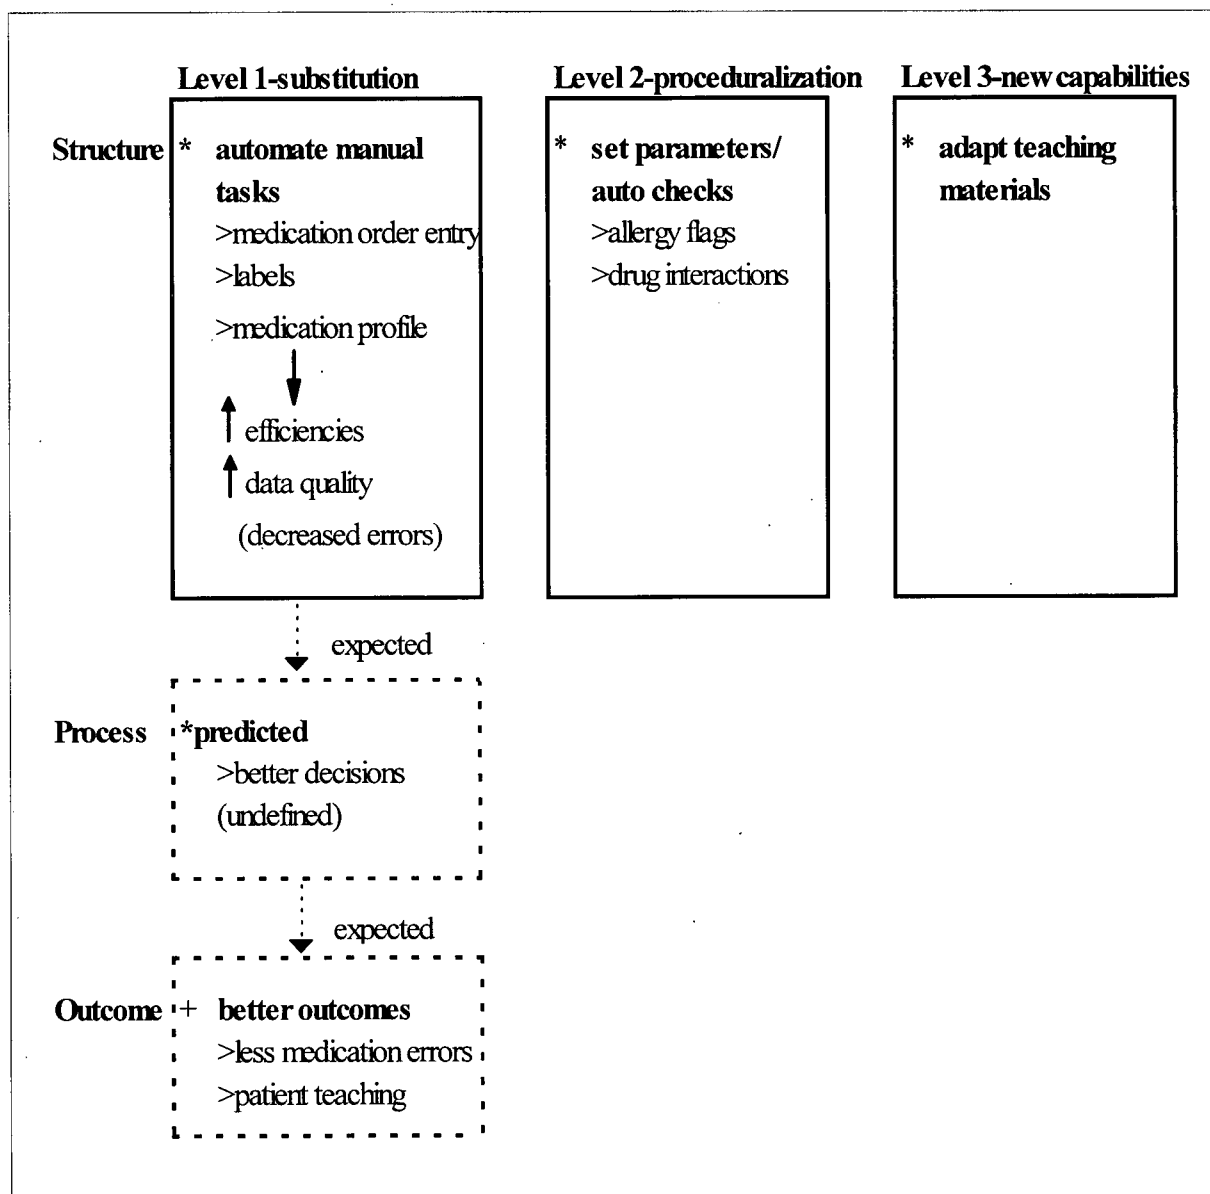 Level 1-substitution
Level 2-proceduralization
Level 3-new capabilities
Structure
* automate manual
tasks
>medication order entry
>labels
>medication profile
efficiencies
data quality
(decreased errors)
* set parameters/
auto checks
>allergy flags
>drug interactions
* adapt teaching
materials
expected
Process
*predicted
>better decisions
(undefined)
expected
Outcome
+ better outcomes
>less medication errors
>patient teaching